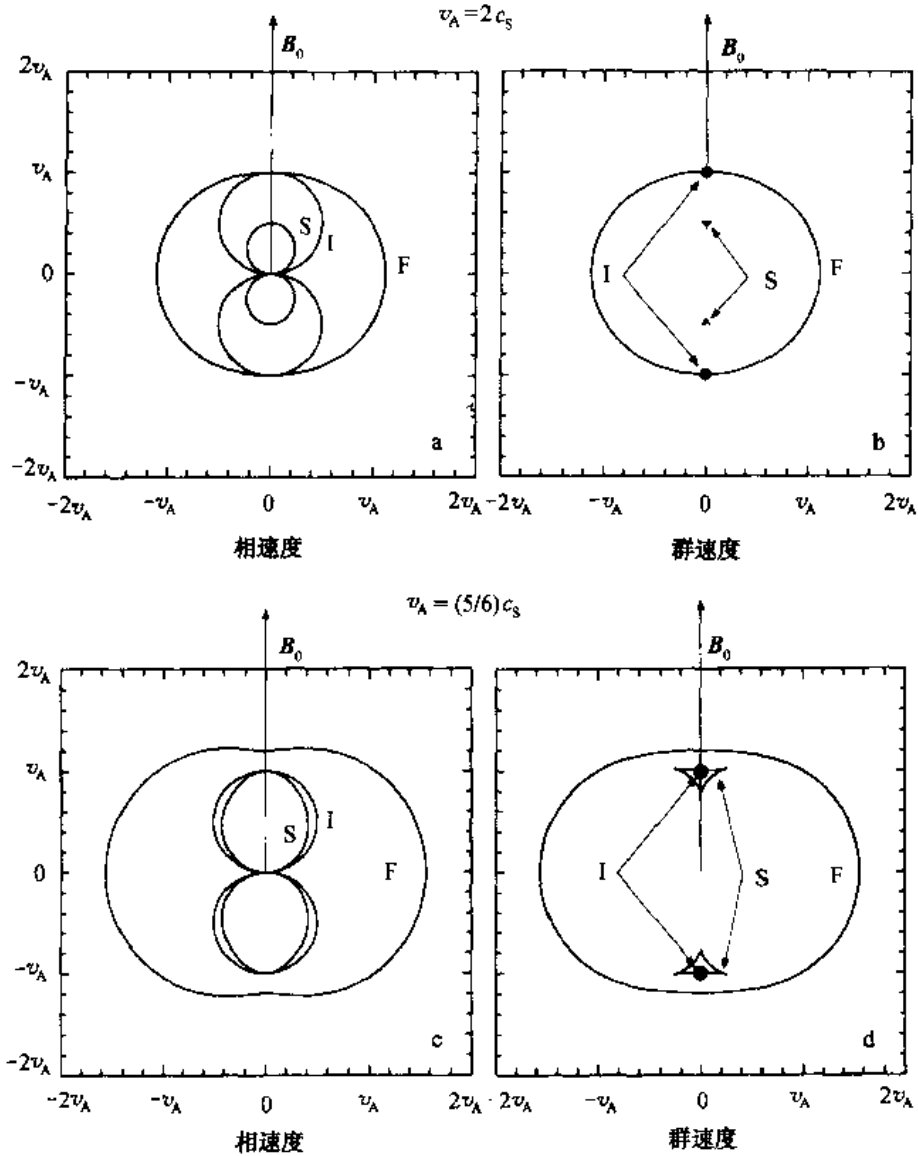 v_A = 2c_S
B_0
B_0
2v_A
v_A
0
-v_A
-2v_A
S
I
F
a
I
S
F
b
-2v_A -v_A 0 v_A 2v_A
-2v_A -v_A 0 v_A 2v_A
相速度
群速度
v_A = (5/6)c_S
B_0
B_0
2v_A
v_A
0
-v_A
-2v_A
S
I
F
c
I
S
F
d
-2v_A -v_A 0 v_A 2v_A
-2v_A -v_A 0 v_A 2v_A
相速度
群速度